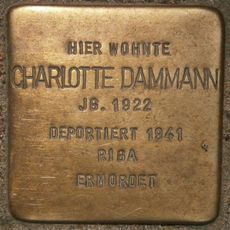 HIER WOHNTE
CHARLOTTE DAMMANN
JG. 1922
DEPORTIERT 1941
RIGA
ERMORDET